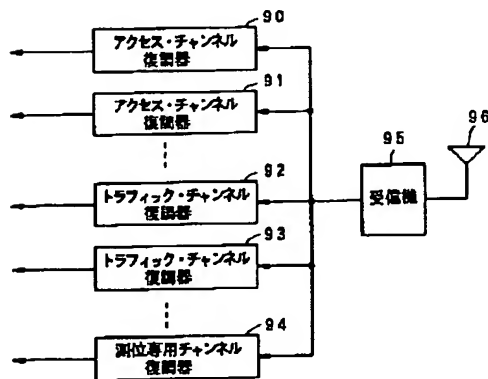 90
アクセス・チャンネル
復調器
91
アクセス・チャンネル
復調器
92
トラフィック・チャンネル
復調器
93
トラフィック・チャンネル
復調器
94
測位専用チャンネル
復調器
95
受信機
96